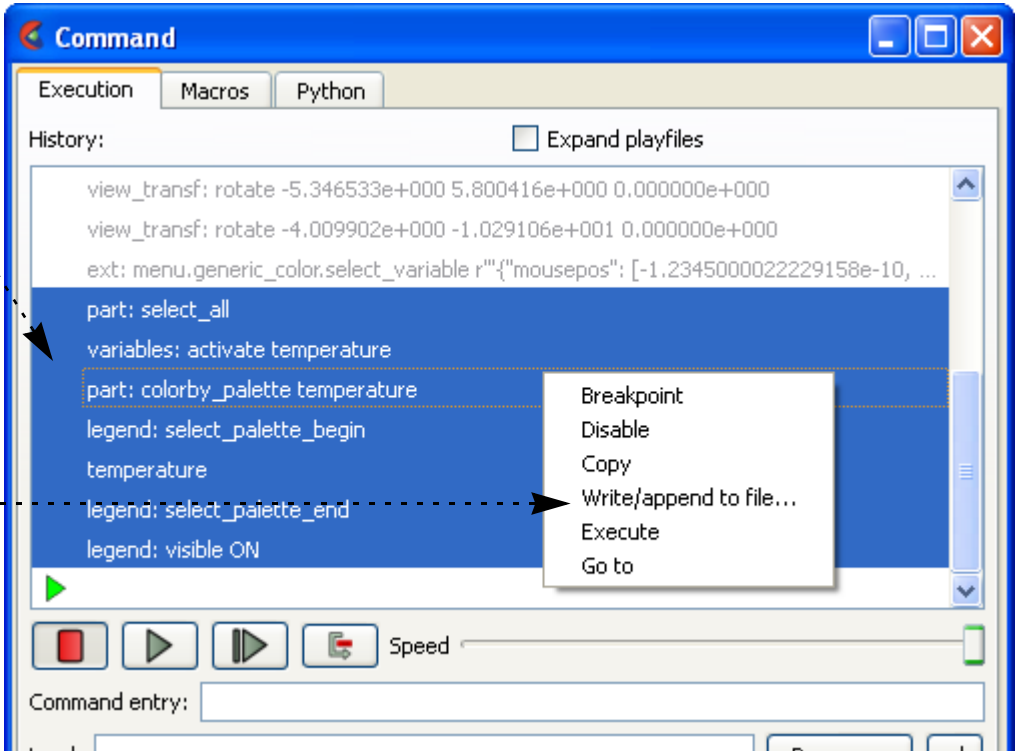 Command
Execution Macros Python
History: Expand playfiles
view_transf: rotate -5.346533e+000 5.800416e+000 0.000000e+000
view_transf: rotate -4.009902e+000 -1.029106e+001 0.000000e+000
ext: menu.generic_color.select_variable r'"{"mousepos": [-1.2345000022229158e-10, ...
part: select_all
variables: activate temperature
part: colorby_palette temperature
legend: select_palette_begin
temperature
legend: select_palette_end
legend: visible ON
Breakpoint
Disable
Copy
Write/append to file...
Execute
Go to
Speed
Command entry: